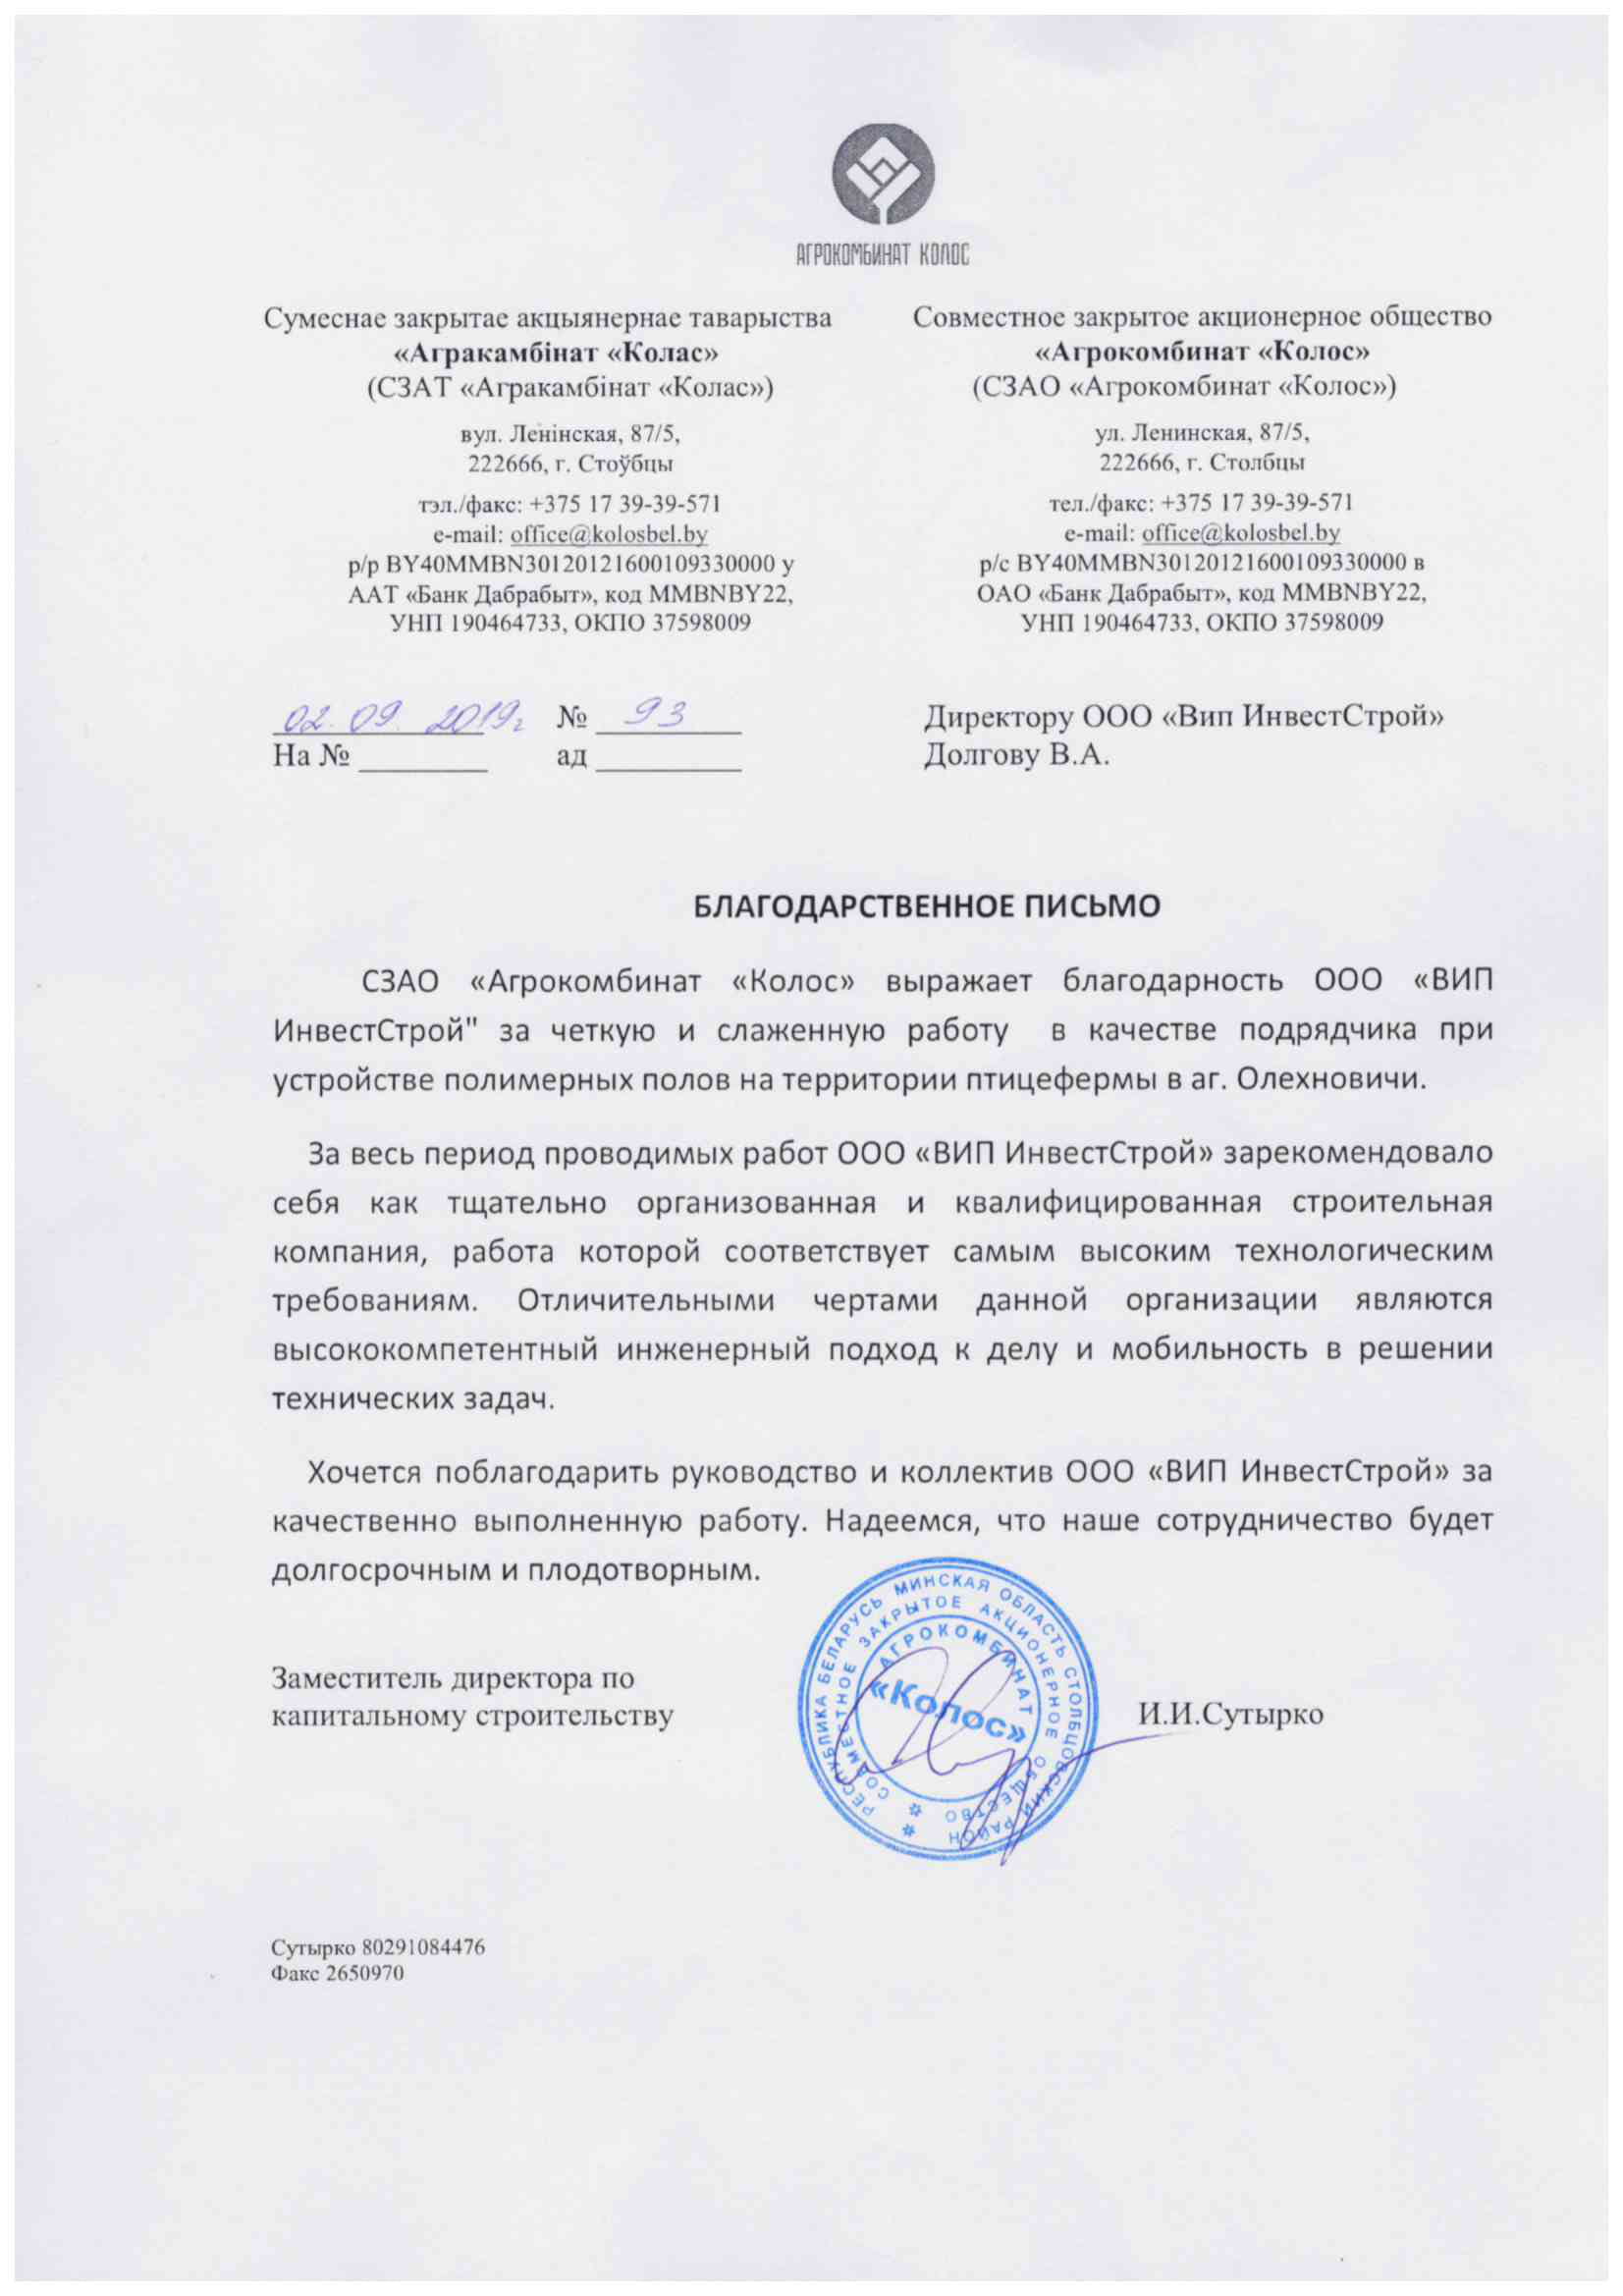 АГРОКОМБИНАТ КОЛОС
Сумеснае закрытае акцыянернае таварыства
«Агракамбінат «Колас»
(СЗАТ «Агракамбінат «Колас»)
вул. Ленінская, 87/5,
222666, г. Стоўбцы
тэл./факс: +375 17 39-39-571
e-mail: office@kolosbel.by
р/р BY40MMBN30120121600109330000 у
ААТ «Банк Дабрабыт», код MMBNBY22,
УНП 190464733, ОКПО 37598009
Совместное закрытое акционерное общество
«Агрокомбинат «Колос»
(СЗАО «Агрокомбинат «Колос»)
ул. Ленинская, 87/5,
222666, г. Столбцы
тел./факс: +375 17 39-39-571
e-mail: office@kolosbel.by
р/с BY40MMBN30120121600109330000 в
ОАО «Банк Дабрабыт», код MMBNBY22,
УНП 190464733, ОКПО 37598009
02.09.2019г № 93
На № ________ ад _________
Директору ООО «Вип ИнвестСтрой»
Долгову В.А.
БЛАГОДАРСТВЕННОЕ ПИСЬМО
СЗАО «Агрокомбинат «Колос» выражает благодарность ООО «ВИП
ИнвестСтрой" за четкую и слаженную работу в качестве подрядчика при
устройстве полимерных полов на территории птицефермы в аг. Олехновичи.
За весь период проводимых работ ООО «ВИП ИнвестСтрой» зарекомендовало
себя как тщательно организованная и квалифицированная строительная
компания, работа которой соответствует самым высоким технологическим
требованиям. Отличительными чертами данной организации являются
высококомпетентный инженерный подход к делу и мобильность в решении
технических задач.
Хочется поблагодарить руководство и коллектив ООО «ВИП ИнвестСтрой» за
качественно выполненную работу. Надеемся, что наше сотрудничество будет
долгосрочным и плодотворным.
Заместитель директора по
капитальному строительству
И.И.Сутырко
РЕСПУБЛИКА БЕЛАРУСЬ МИНСКАЯ ОБЛАСТЬ СТОЛБЦОВСКИЙ РАЙОН
СОВМЕСТНОЕ ЗАКРЫТОЕ АКЦИОНЕРНОЕ ОБЩЕСТВО
АГРОКОМБИНАТ
«Колос»
Сутырко 80291084476
Факс 2650970